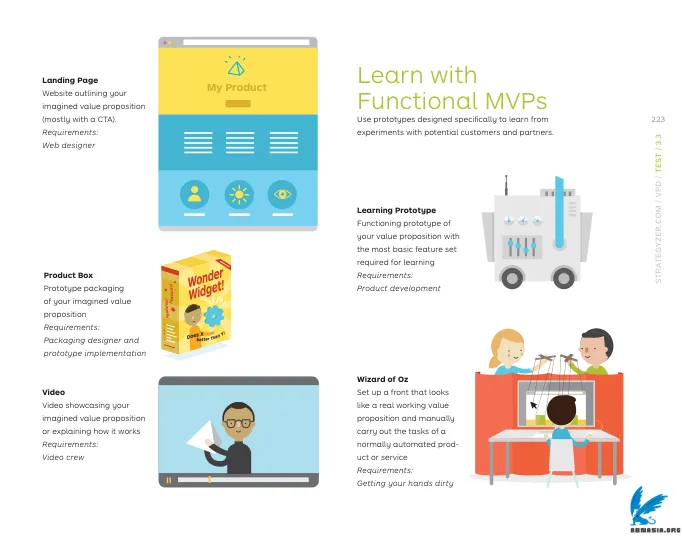 Landing Page
Website outlining your
imagined value proposition
(mostly with a CTA).
Requirements:
Web designer
My Product
Product Box
Prototype packaging
of your imagined value
proposition
Requirements:
Packaging designer and
prototype implementation
Wonder
Widget!
Does X
better than Y!
Video
Video showcasing your
imagined value proposition
or explaining how it works
Requirements:
Video crew
Learn with
Functional MVPs
Use prototypes designed specifically to learn from
experiments with potential customers and partners.
223
STRATEGYZER.COM / VPD / TEST / 3.3
Learning Prototype
Functioning prototype of
your value proposition with
the most basic feature set
required for learning
Requirements:
Product development
Wizard of Oz
Set up a front that looks
like a real working value
proposition and manually
carry out the tasks of a
normally automated prod-
uct or service
Requirements:
Getting your hands dirty
ABMASIA.ORG